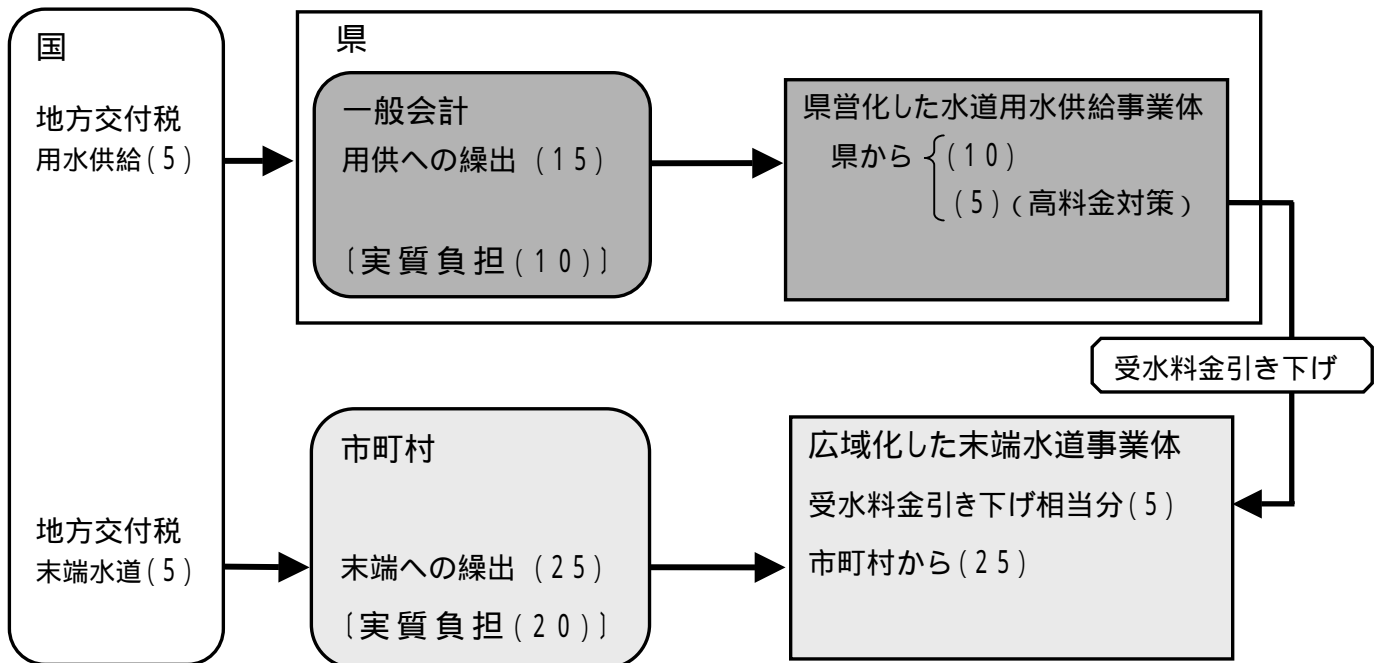 国
地方交付税
用水供給(5)
地方交付税
末端水道(5)
県
一般会計
用供への繰出 (15)
〔実質負担(10)〕
県営化した水道用水供給事業体
県から (10)
(5)(高料金対策)
受水料金引き下げ
市町村
末端への繰出 (25)
〔実質負担(20)〕
広域化した末端水道事業体
受水料金引き下げ相当分(5)
市町村から(25)